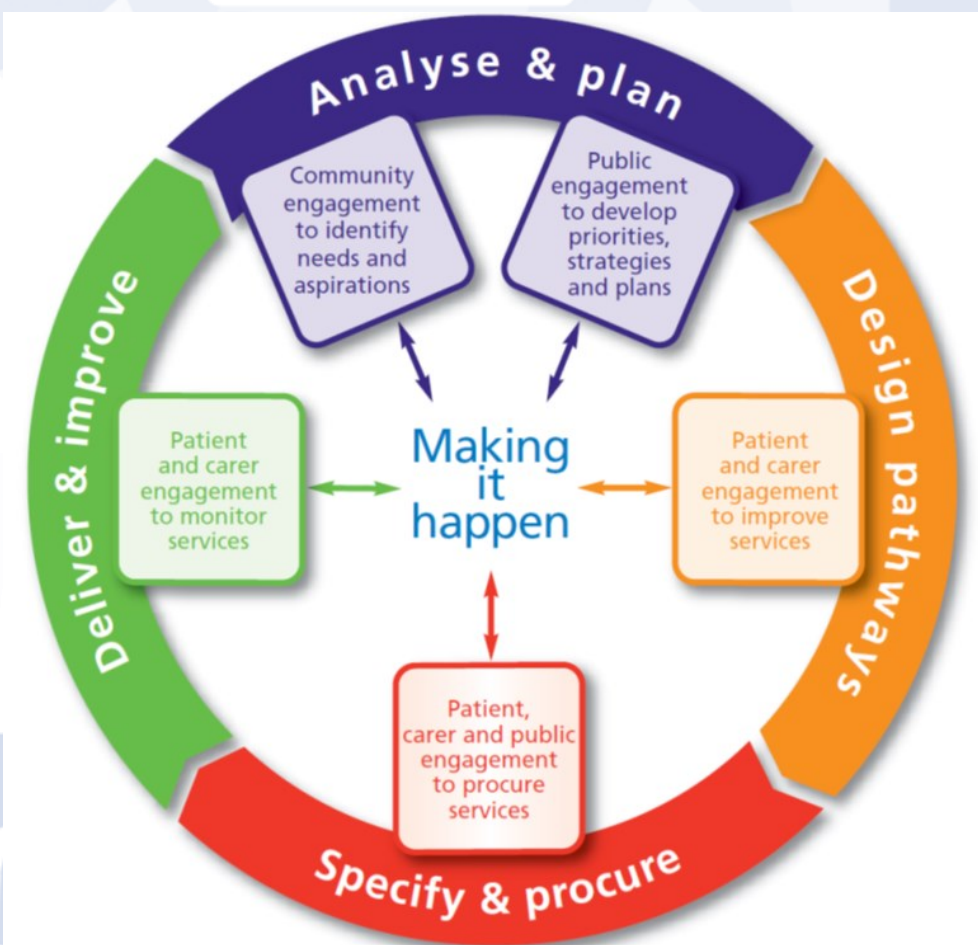 Analyse & plan
Community
engagement
to identify
needs and
aspirations
Public
engagement
to develop
priorities,
strategies
and plans
Design pathways
Patient
and carer
engagement
to improve
services
Making
it
happen
Patient
and carer
engagement
to monitor
services
Deliver & improve
Patient,
carer and public
engagement
to procure
services
Specify & procure